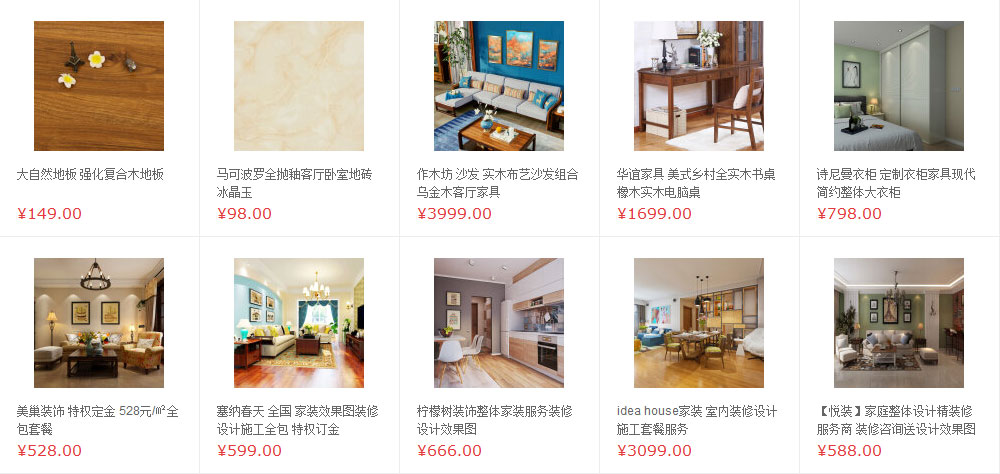 大自然地板 强化复合木地板
¥149.00
马可波罗全抛釉客厅卧室地砖
冰晶玉
¥98.00
作木坊 沙发 实木布艺沙发组合
乌金木客厅家具
¥3999.00
华谊家具 美式乡村全实木书桌
橡木实木电脑桌
¥1699.00
诗尼曼衣柜 定制衣柜家具现代
简约整体大衣柜
¥798.00
美巢装饰 特权定金 528元/㎡全
包套餐
¥528.00
塞纳春天 全国 家装效果图装修
设计施工全包 特权订金
¥599.00
柠檬树装饰整体家装服务装修
设计效果图
¥666.00
idea house家装 室内装修设计
施工套餐服务
¥3099.00
【悦装】家庭整体设计精装修
服务商 装修咨询送设计效果图
¥588.00